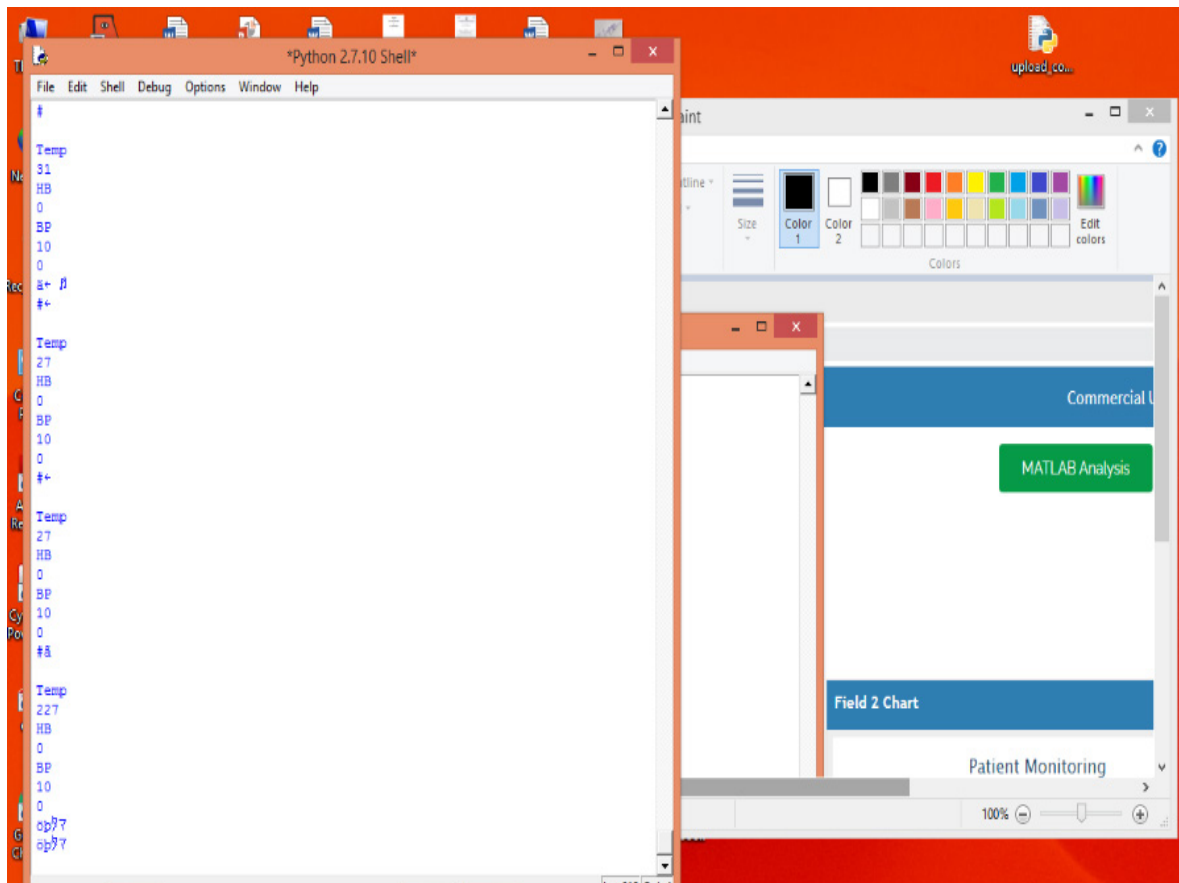 *Python 2.7.10 Shell*
File Edit Shell Debug Options Window Help
#
Temp
31
HB
0
BP
10
0
#←
Temp
27
HB
0
BP
10
0
#←
Temp
27
HB
0
BP
10
0
#ã
Temp
227
HB
0
BP
10
0
upload_co...
aint
Size
Color 1
Color 2
Edit colors
Colors
Commercial U
MATLAB Analysis
Field 2 Chart
Patient Monitoring
100%